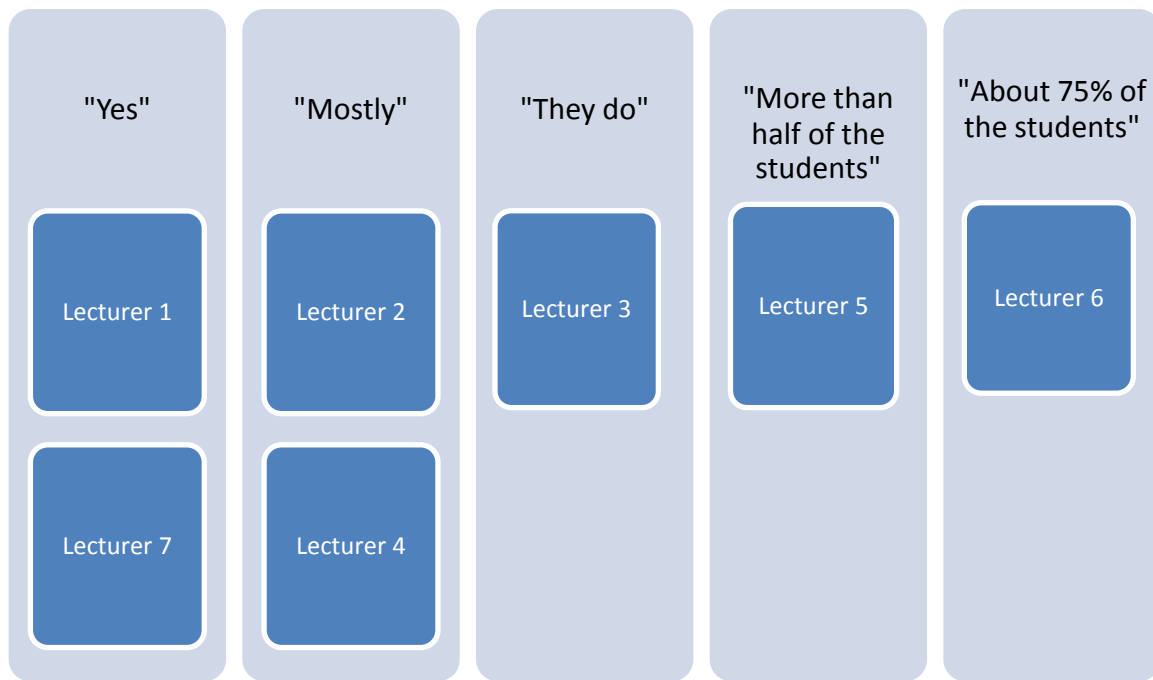 "Yes"
Lecturer 1
Lecturer 7
"Mostly"
Lecturer 2
Lecturer 4
"They do"
Lecturer 3
"More than
half of the
students"
Lecturer 5
"About 75% of
the students"
Lecturer 6